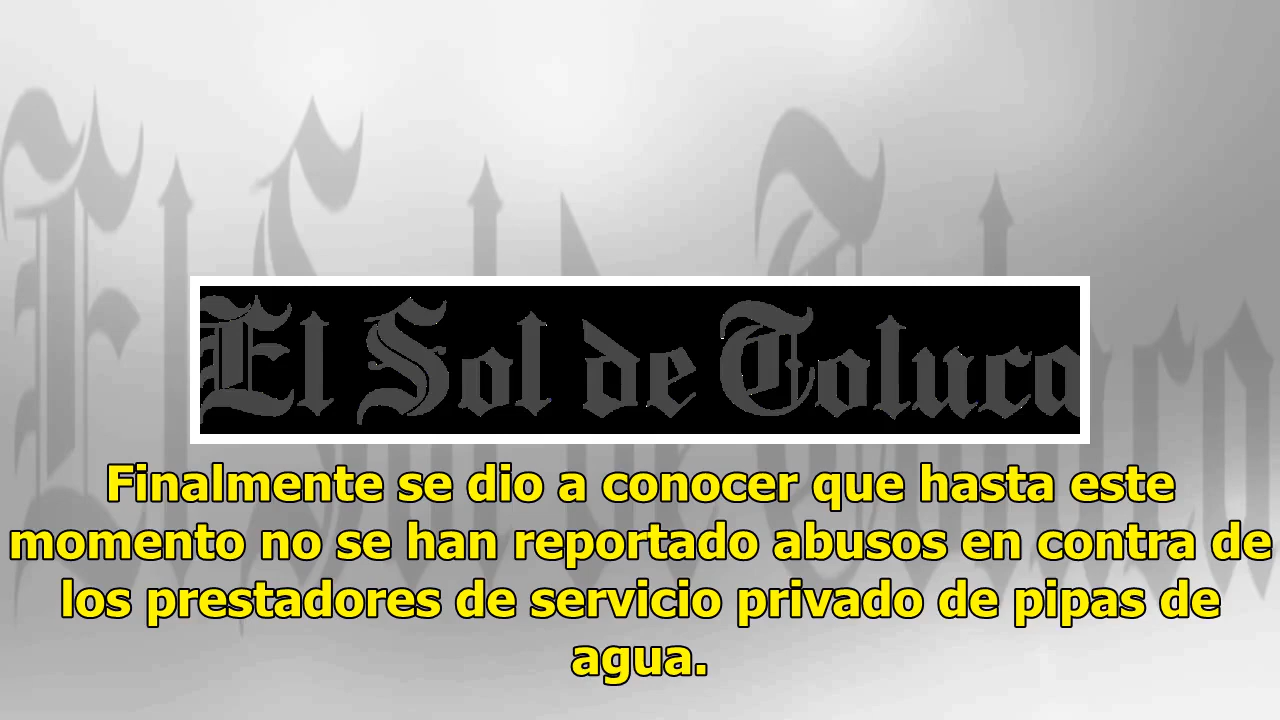 El Sol de Toluca
Finalmente se dio a conocer que hasta este
momento no se han reportado abusos en contra de
los prestadores de servicio privado de pipas de
agua.